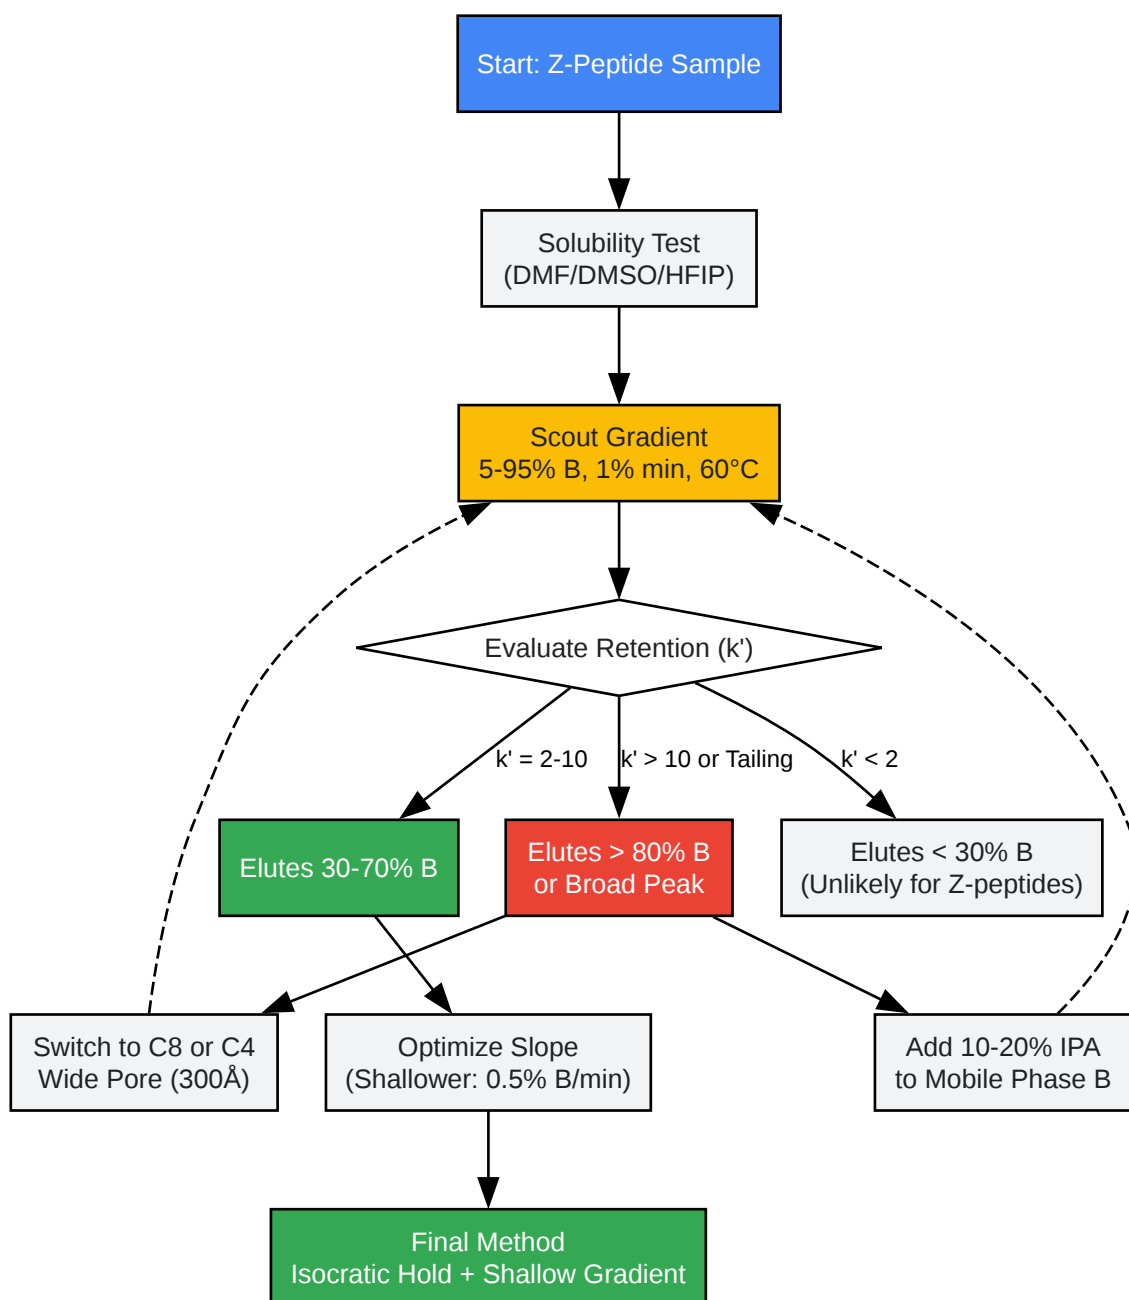 Start: Z-Peptide Sample
Solubility Test
(DMF/DMSO/HFIP)
Scout Gradient
5-95% B, 1% min, 60°C
Evaluate Retention (k')
k' = 2-10
k' > 10 or Tailing
k' < 2
Elutes 30-70% B
Elutes > 80% B
or Broad Peak
Elutes < 30% B
(Unlikely for Z-peptides)
Switch to C8 or C4
Wide Pore (300Å)
Optimize Slope
(Shallower: 0.5% B/min)
Add 10-20% IPA
to Mobile Phase B
Final Method
Isocratic Hold + Shallow Gradient